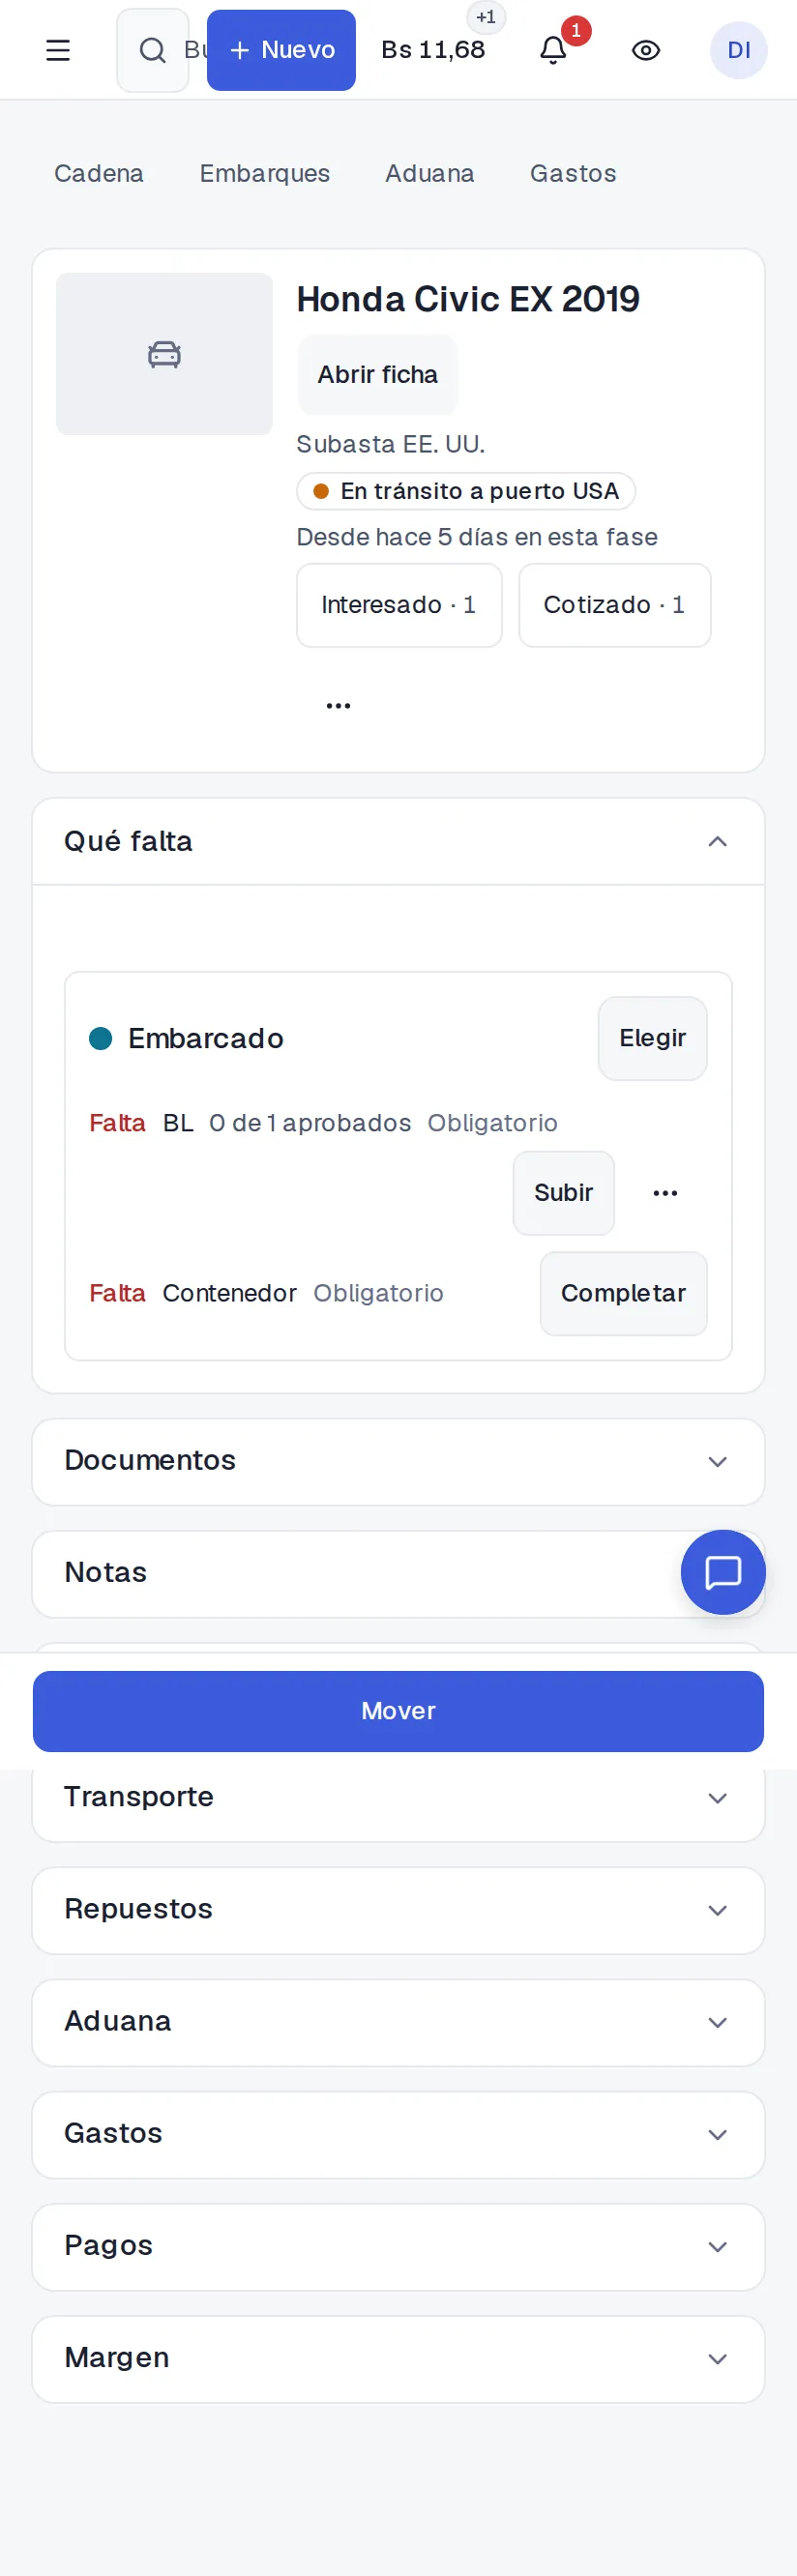 +1
Bu
+ Nuevo
Bs 11,68
1
DI
Cadena Embarques Aduana Gastos
Honda Civic EX 2019
Abrir ficha
Subasta EE. UU.
En tránsito a puerto USA
Desde hace 5 días en esta fase
Interesado · 1 Cotizado · 1
Qué falta
Embarcado Elegir
Falta BL 0 de 1 aprobados Obligatorio
Subir
Falta Contenedor Obligatorio Completar
Documentos
Notas
Mover
Transporte
Repuestos
Aduana
Gastos
Pagos
Margen